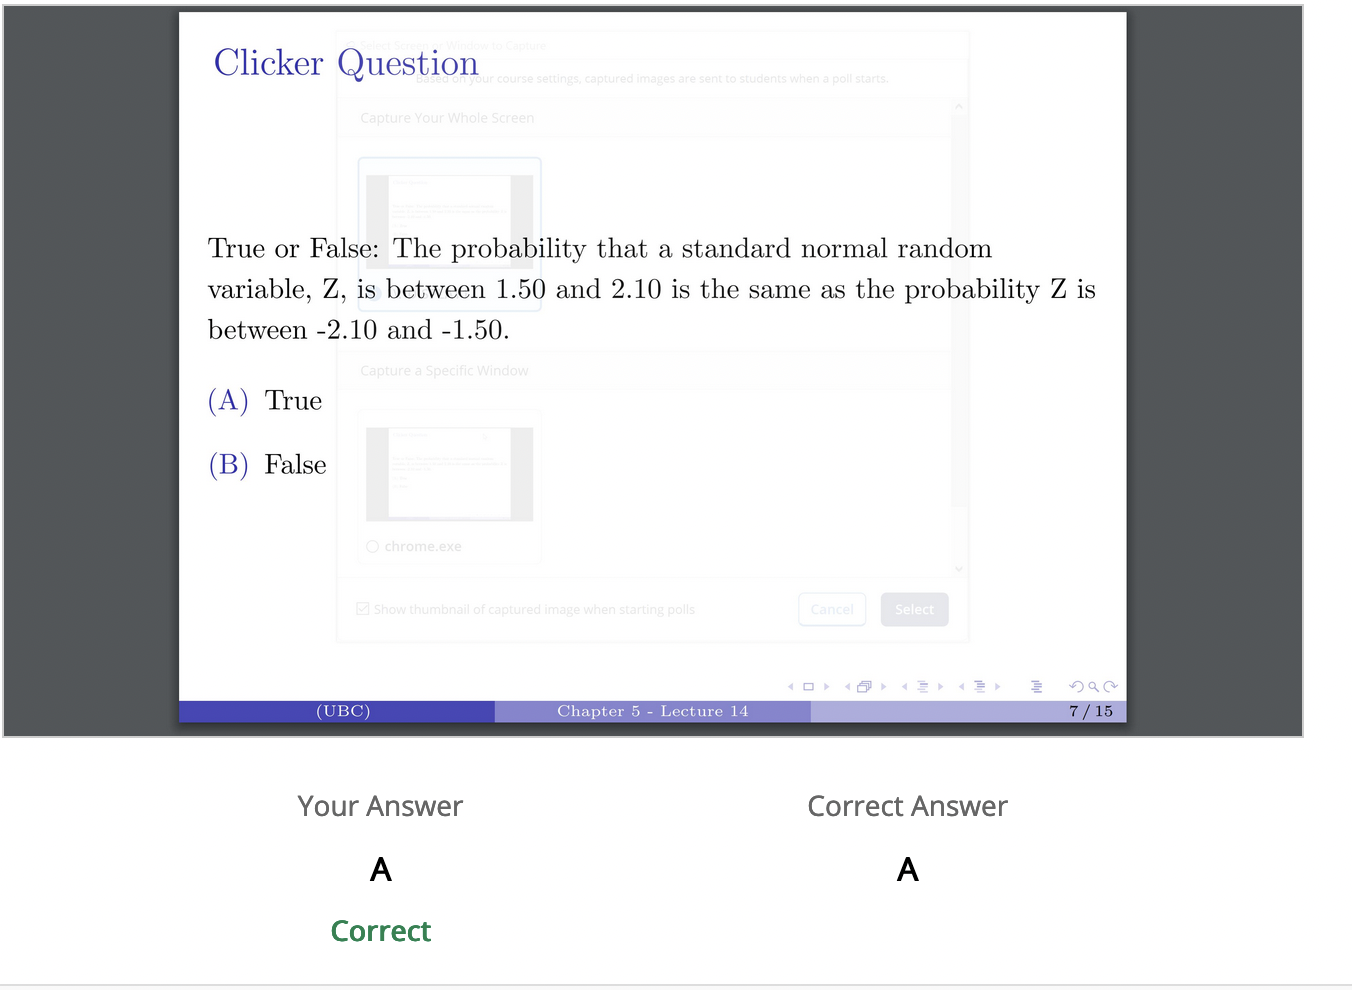 Clicker Question
Select Screen or Window to Capture
Based on your course settings, captured images are sent to students when a poll starts.
Capture Your Whole Screen
True or False: The probability that a standard normal random
variable, Z, is between 1.50 and 2.10 is the same as the probability Z is
between -2.10 and -1.50.
Capture a Specific Window
(A) True
(B) False
chrome.exe
Show thumbnail of captured image when starting polls
Cancel
Select
(UBC)
Chapter 5 - Lecture 14
7 / 15
Your Answer
Correct Answer
A
A
Correct